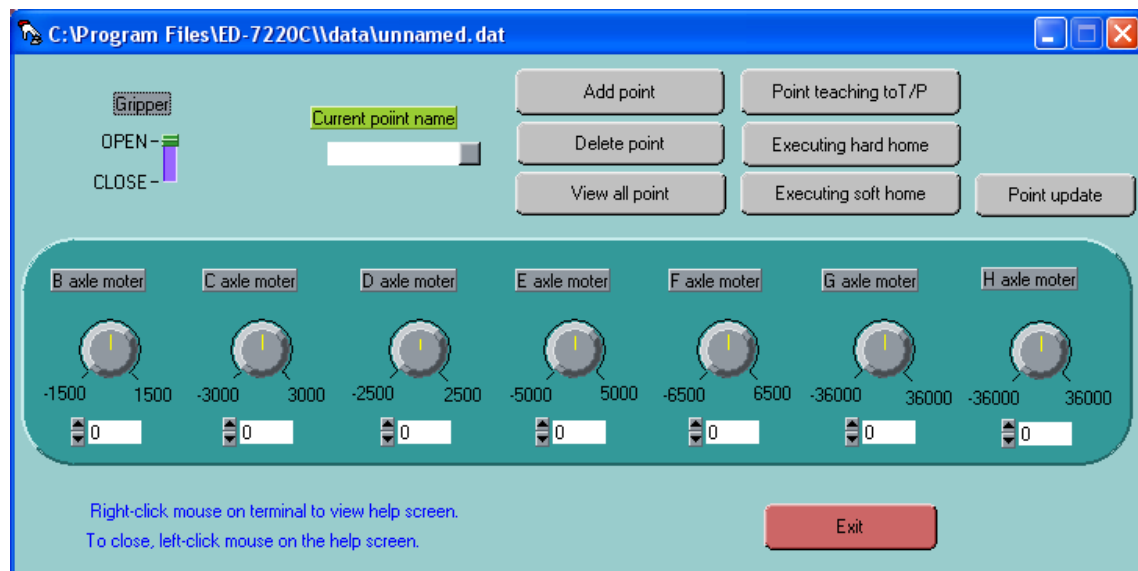 C:\Program Files\ED-7220C\\data\unnamed.dat
Gripper
OPEN
CLOSE
Current poiint name
Add point
Point teaching toT/P
Delete point
Executing hard home
View all point
Executing soft home
Point update
B axle moter
C axle moter
D axle moter
E axle moter
F axle moter
G axle moter
H axle moter
-1500 1500
-3000 3000
-2500 2500
-5000 5000
-6500 6500
-36000 36000
-36000 36000
0
0
0
0
0
0
0
Right-click mouse on terminal to view help screen.
To close, left-click mouse on the help screen.
Exit